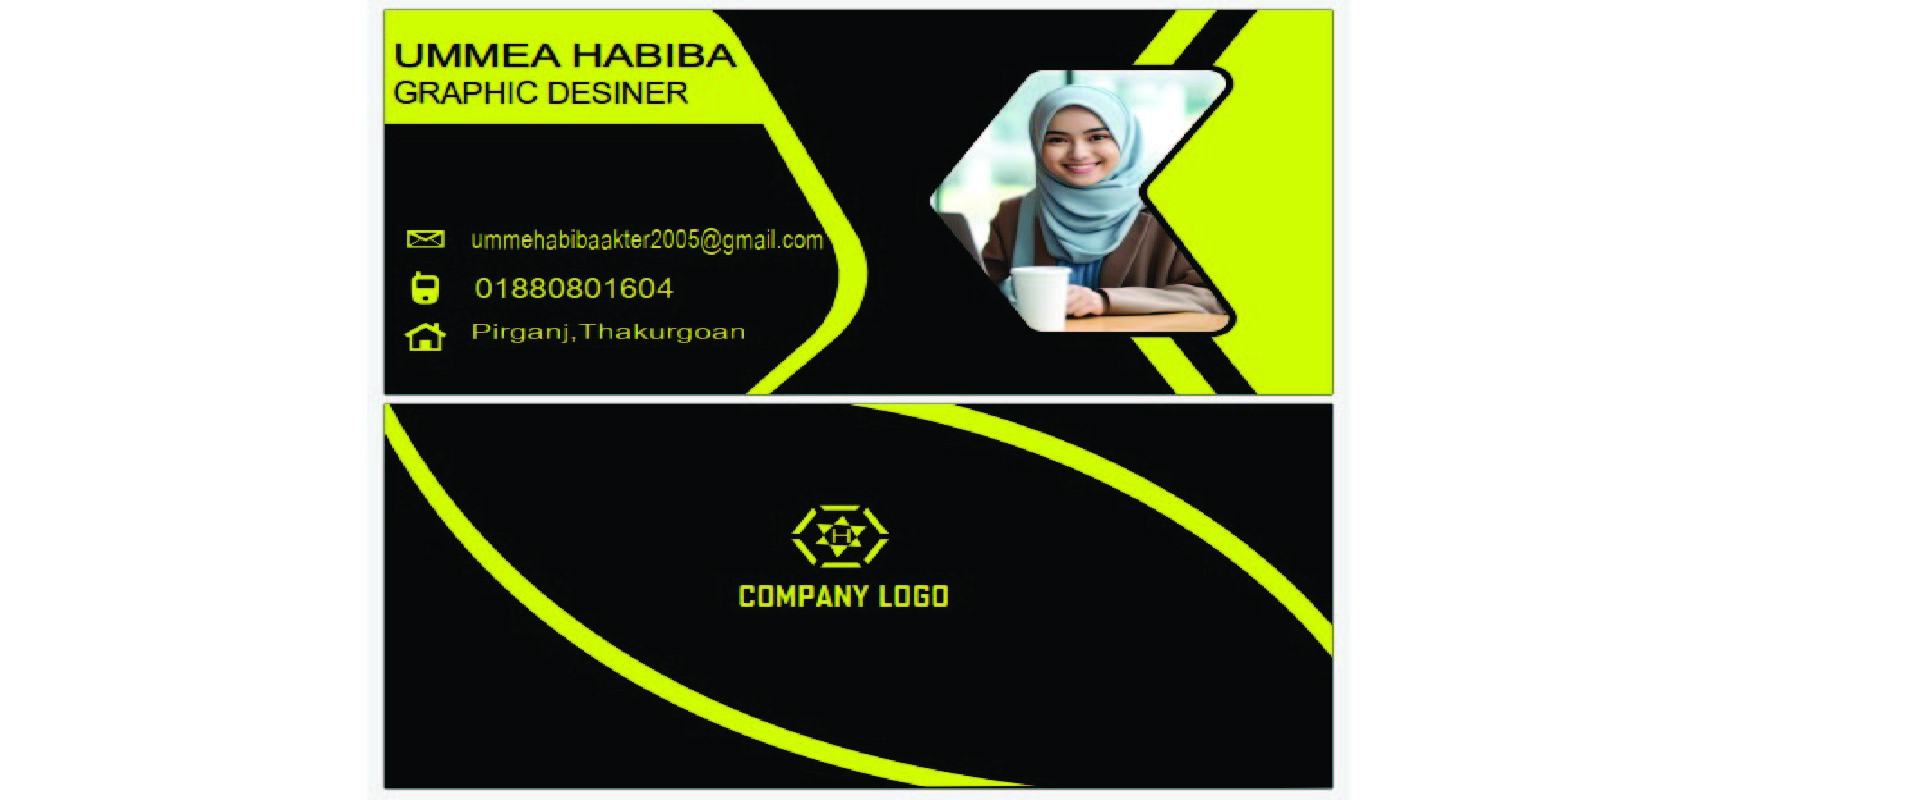 UMMEA HABIBA
GRAPHIC DESINER
ummehabibaakter2005@gmail.com
01880801604
Pirganj,Thakurgoan
H
COMPANY LOGO